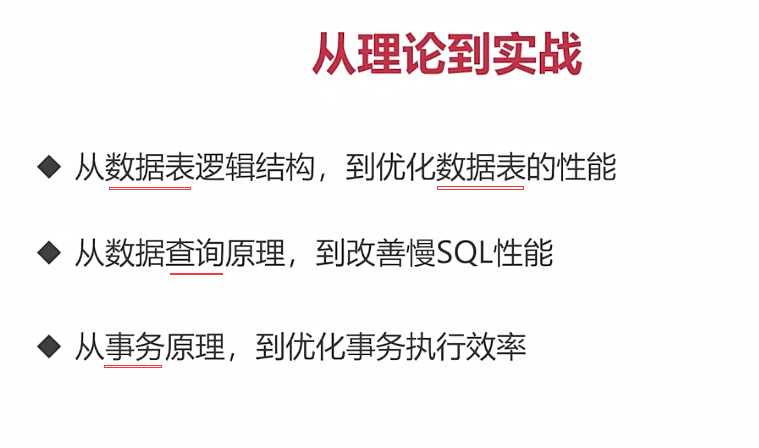 从理论到实战
◆ 从数据表逻辑结构，到优化数据表的性能
◆ 从数据查询原理，到改善慢SQL性能
◆ 从事务原理，到优化事务执行效率